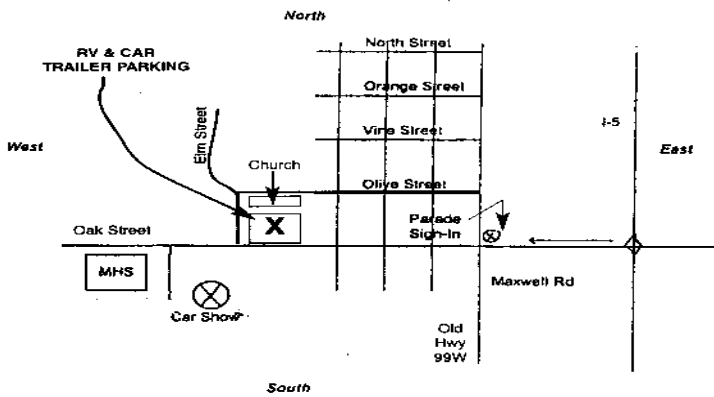 North
RV & CAR
TRAILER PARKING
North Street
Orange Street
I-5
Elm Street
Vine Street
West
East
Church
Olive Street
X
Parade
Sign-In
Oak Street
MHS
Maxwell Rd
Car Show
Old
Hwy
99W
South